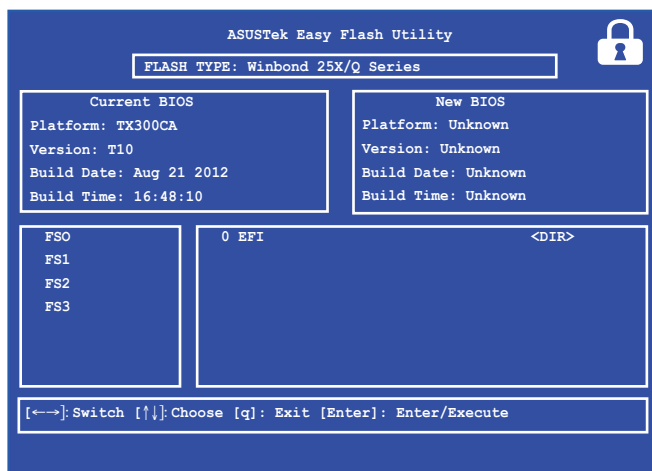 ASUSTek Easy Flash Utility
FLASH TYPE: Winbond 25X/Q Series
Current BIOS
Platform: TX300CA
Version: T10
Build Date: Aug 21 2012
Build Time: 16:48:10
New BIOS
Platform: Unknown
Version: Unknown
Build Date: Unknown
Build Time: Unknown
FSO
FS1
FS2
FS3
0 EFI <DIR>
[←→]: Switch [↑↓]: Choose [q]: Exit [Enter]: Enter/Execute